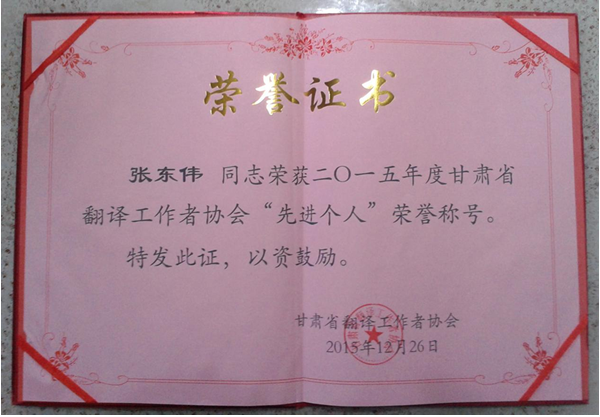 荣誉证书
张东伟 同志荣获二〇一五年度甘肃省
翻译工作者协会“先进个人”荣誉称号。
特发此证，以资鼓励。
甘肃省翻译工作者协会
2015年12月26日